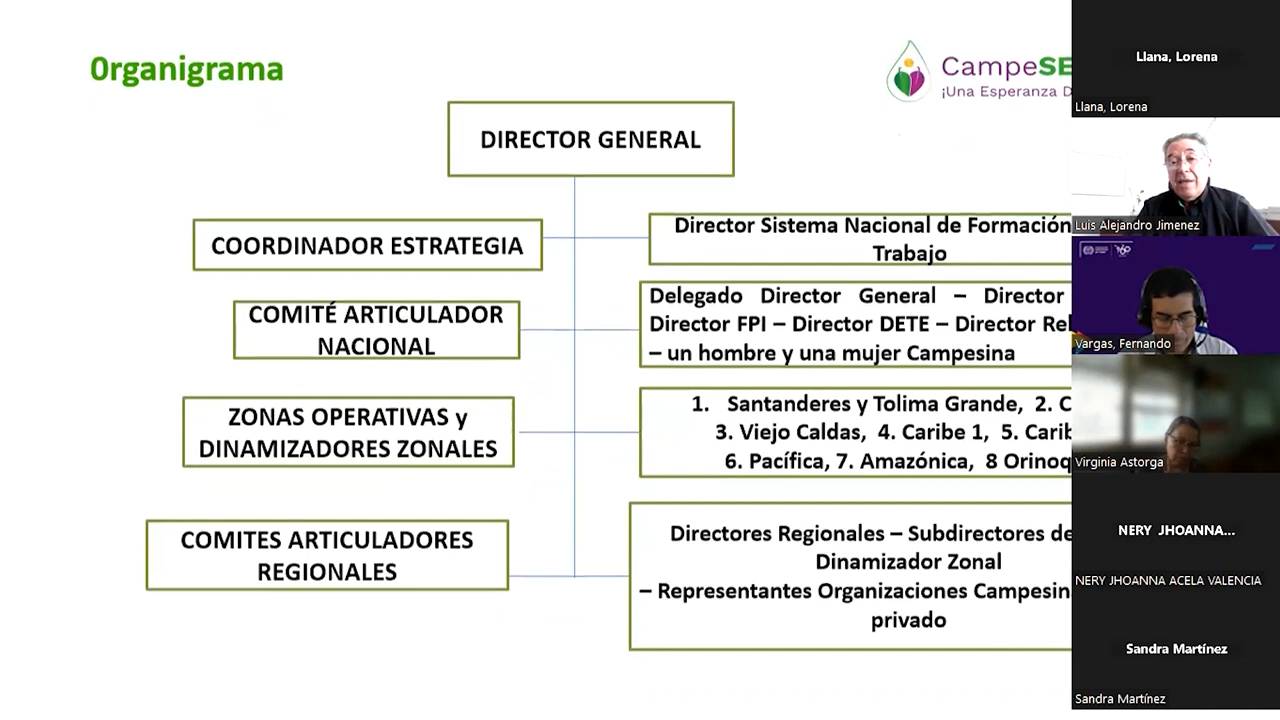 0rganigrama
CampeSE
¡Una Esperanza D
DIRECTOR GENERAL
COORDINADOR ESTRATEGIA
Director Sistema Nacional de Formación
Trabajo
COMITÉ ARTICULADOR
NACIONAL
Delegado Director General – Director
Director FPI – Director DETE – Director Rel
– un hombre y una mujer Campesina
ZONAS OPERATIVAS y
DINAMIZADORES ZONALES
1. Santanderes y Tolima Grande, 2. C
3. Viejo Caldas, 4. Caribe 1, 5. Carib
6. Pacífica, 7. Amazónica, 8 Orinoq
COMITES ARTICULADORES
REGIONALES
Directores Regionales – Subdirectores de
Dinamizador Zonal
– Representantes Organizaciones Campesin
privado
Llana, Lorena
Llana, Lorena
Luis Alejandro Jimenez
Vargas, Fernando
Virginia Astorga
NERY JHOANNA...
NERY JHOANNA ACELA VALENCIA
Sandra Martínez
Sandra Martínez